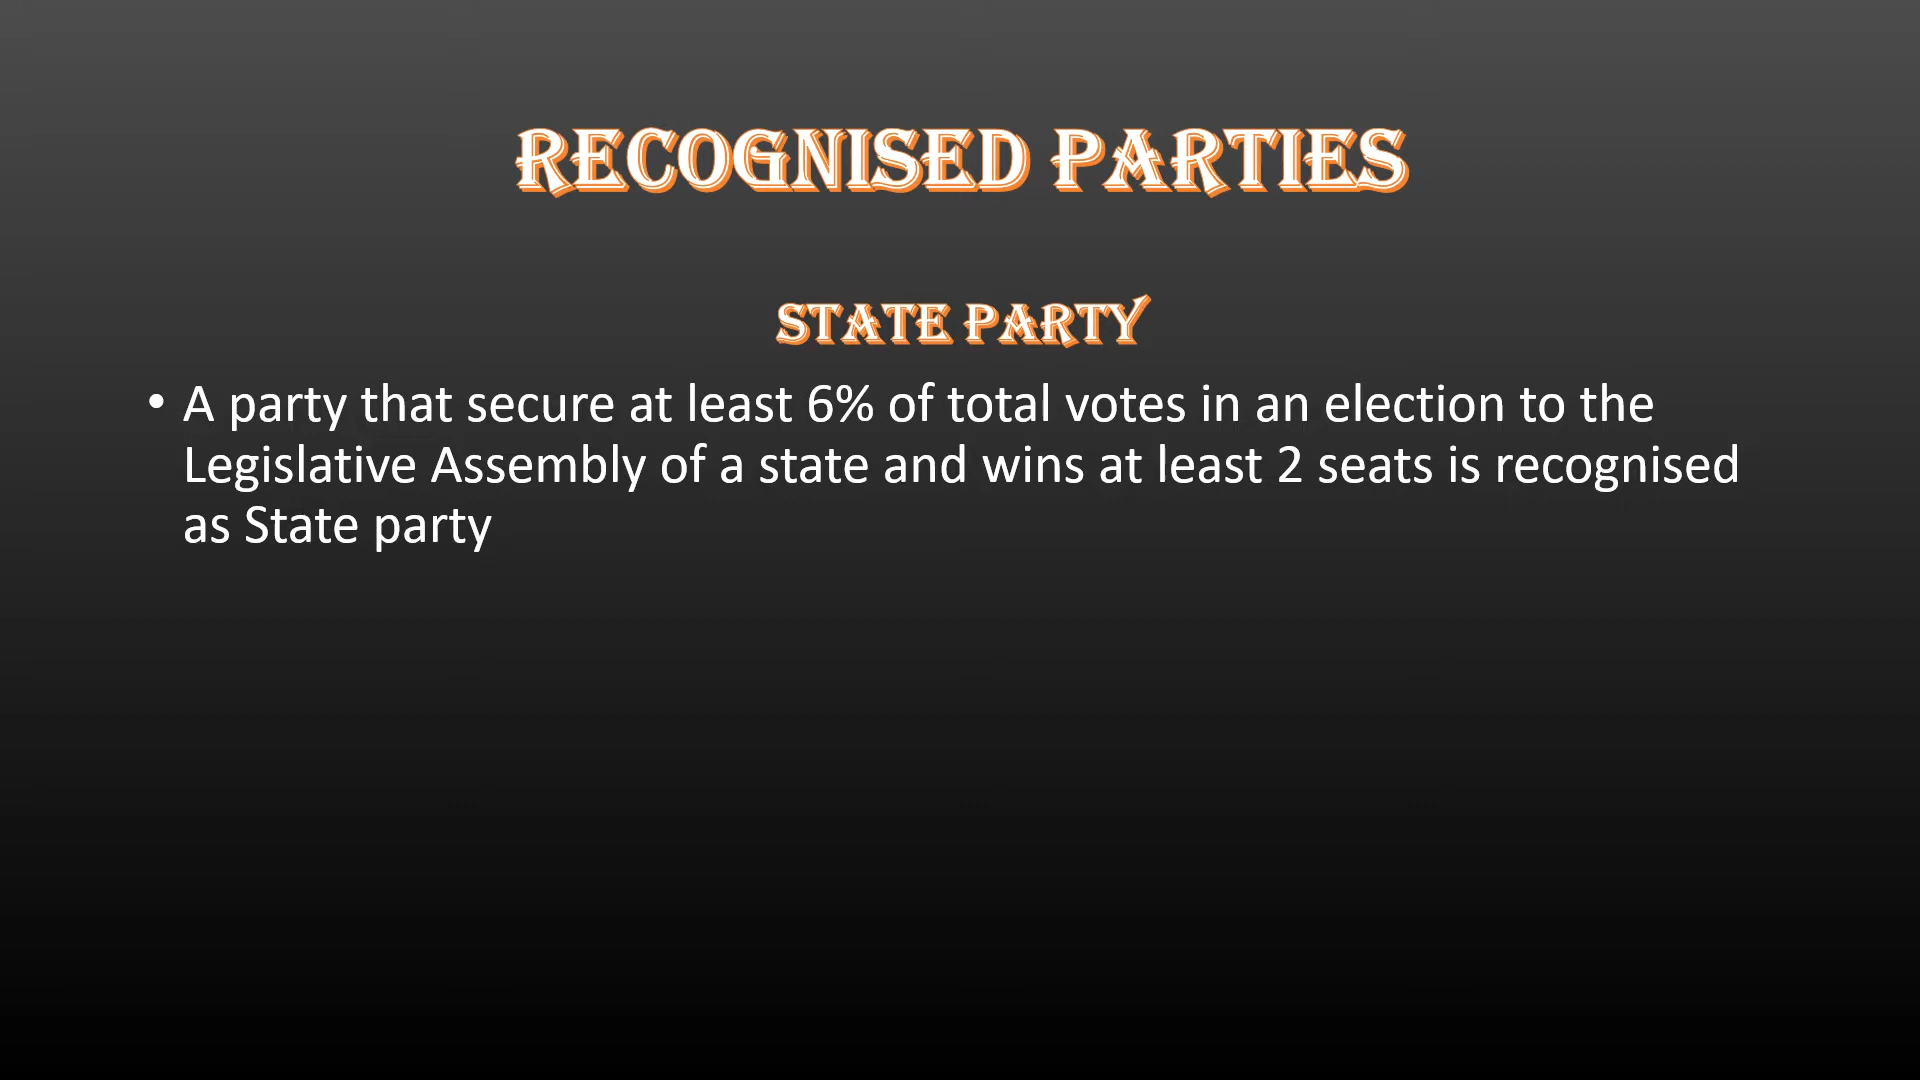 RECOGNISED PARTIES
STATE PARTY
• A party that secure at least 6% of total votes in an election to the
Legislative Assembly of a state and wins at least 2 seats is recognised
as State party